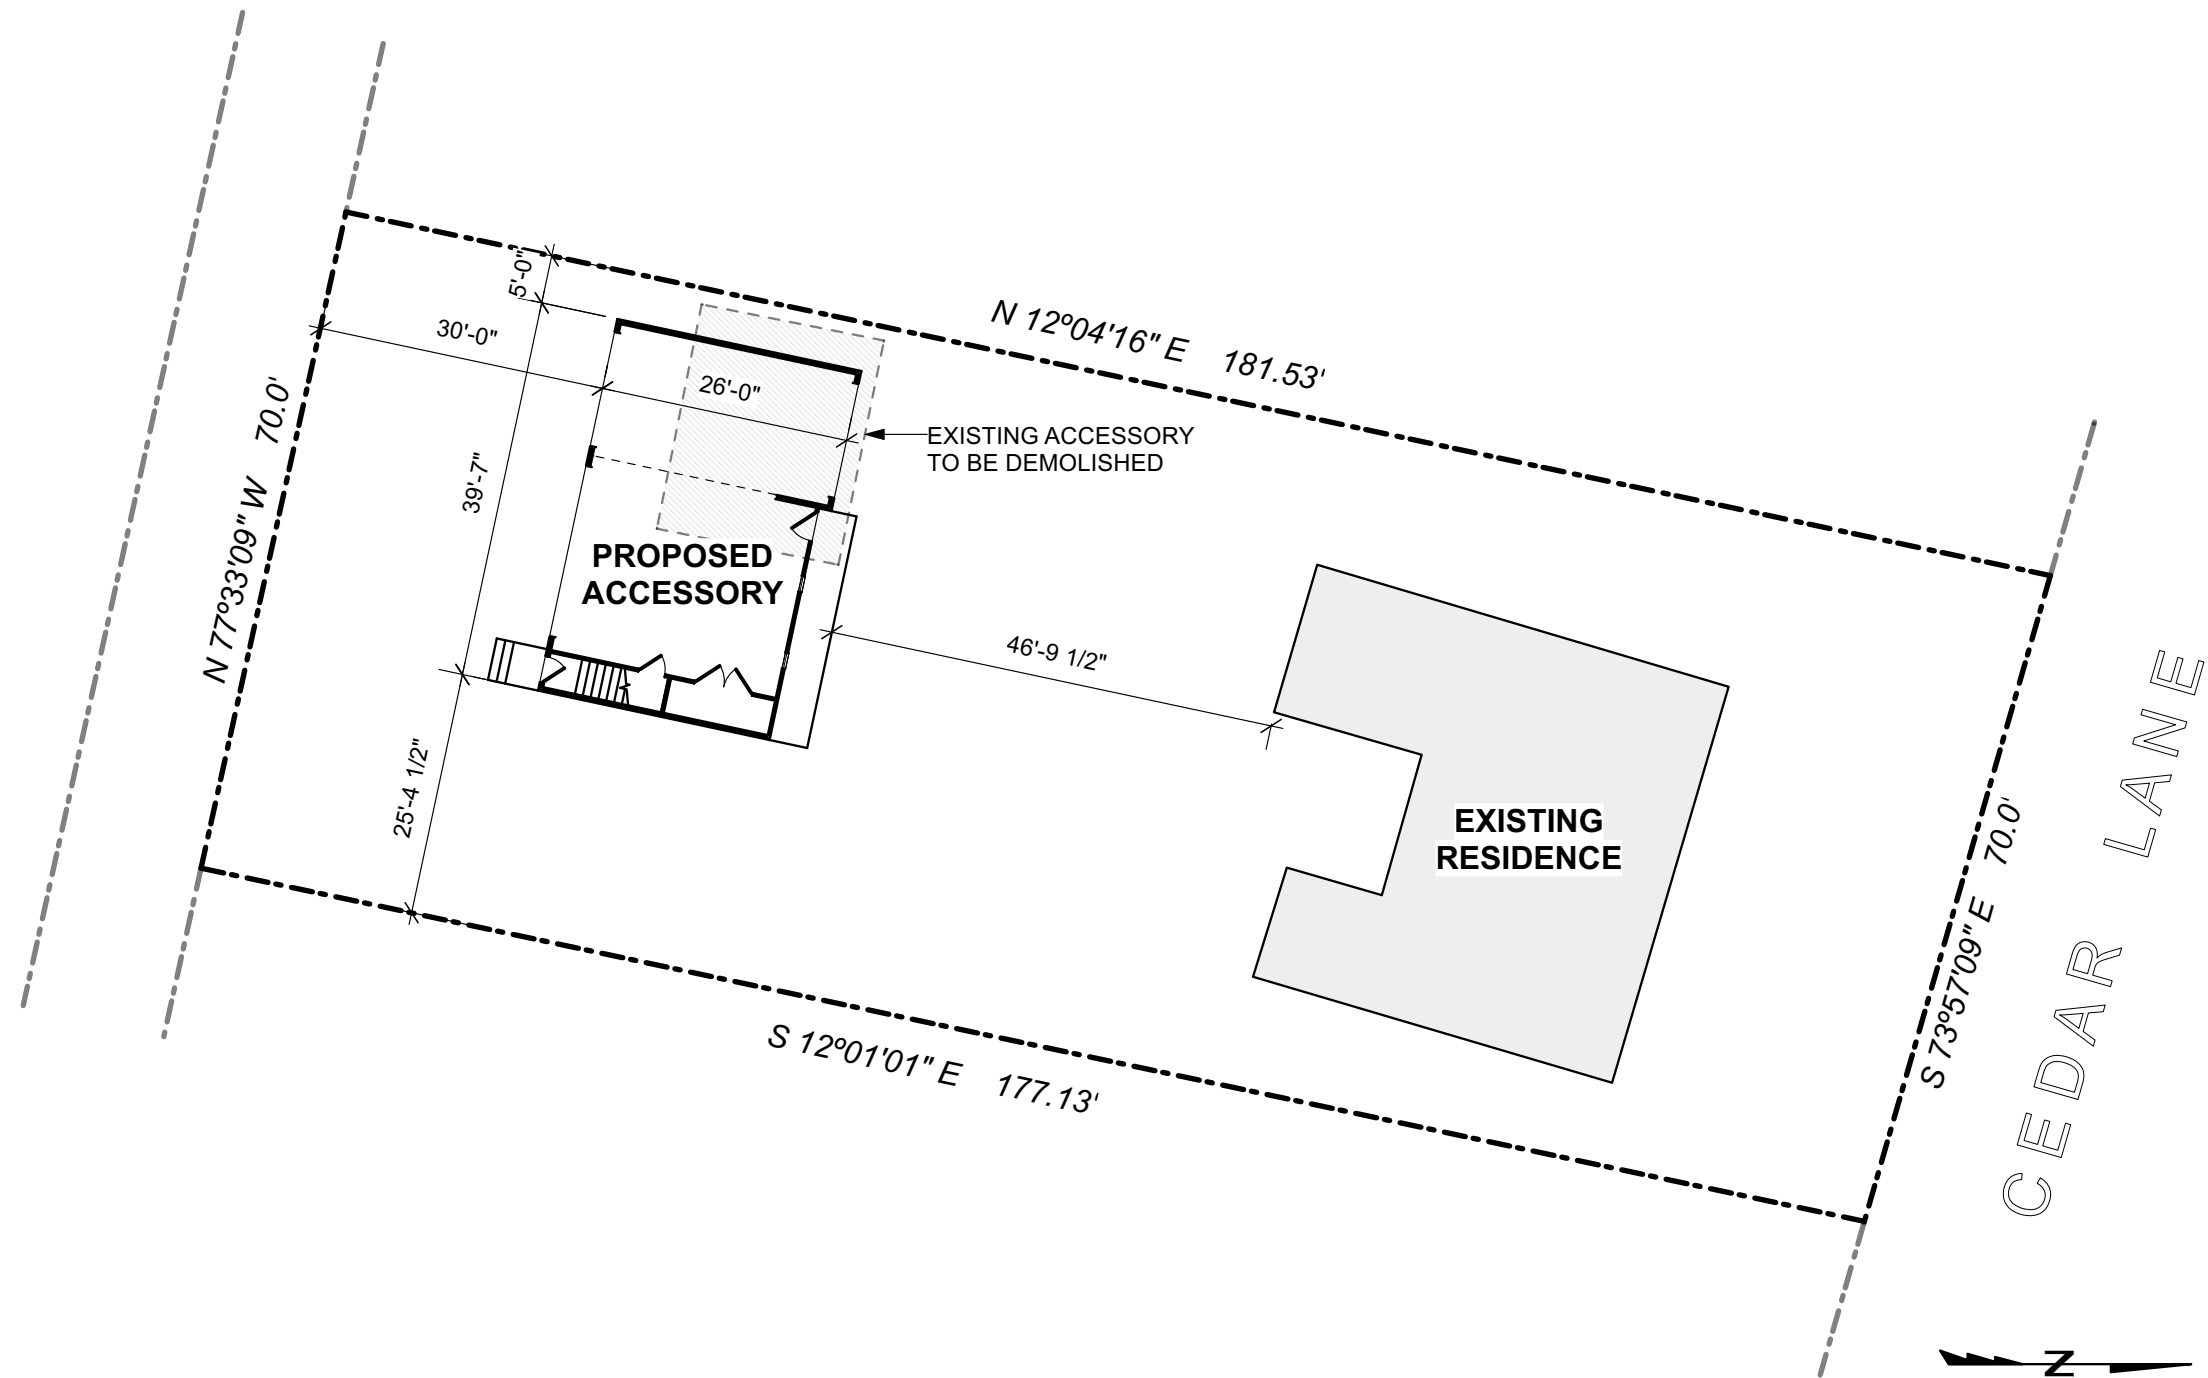 5'-0"
N 12º04'16" E 181.53'
30'-0"
26'-0"
N 77º33'09" W 70.0'
EXISTING ACCESSORY
TO BE DEMOLISHED
39'-7"
PROPOSED
ACCESSORY
46'-9 1/2"
25'-4 1/2"
EXISTING
RESIDENCE
S 73º57'09" E 70.0'
CEDAR LANE
S 12º01'01" E 177.13'
N